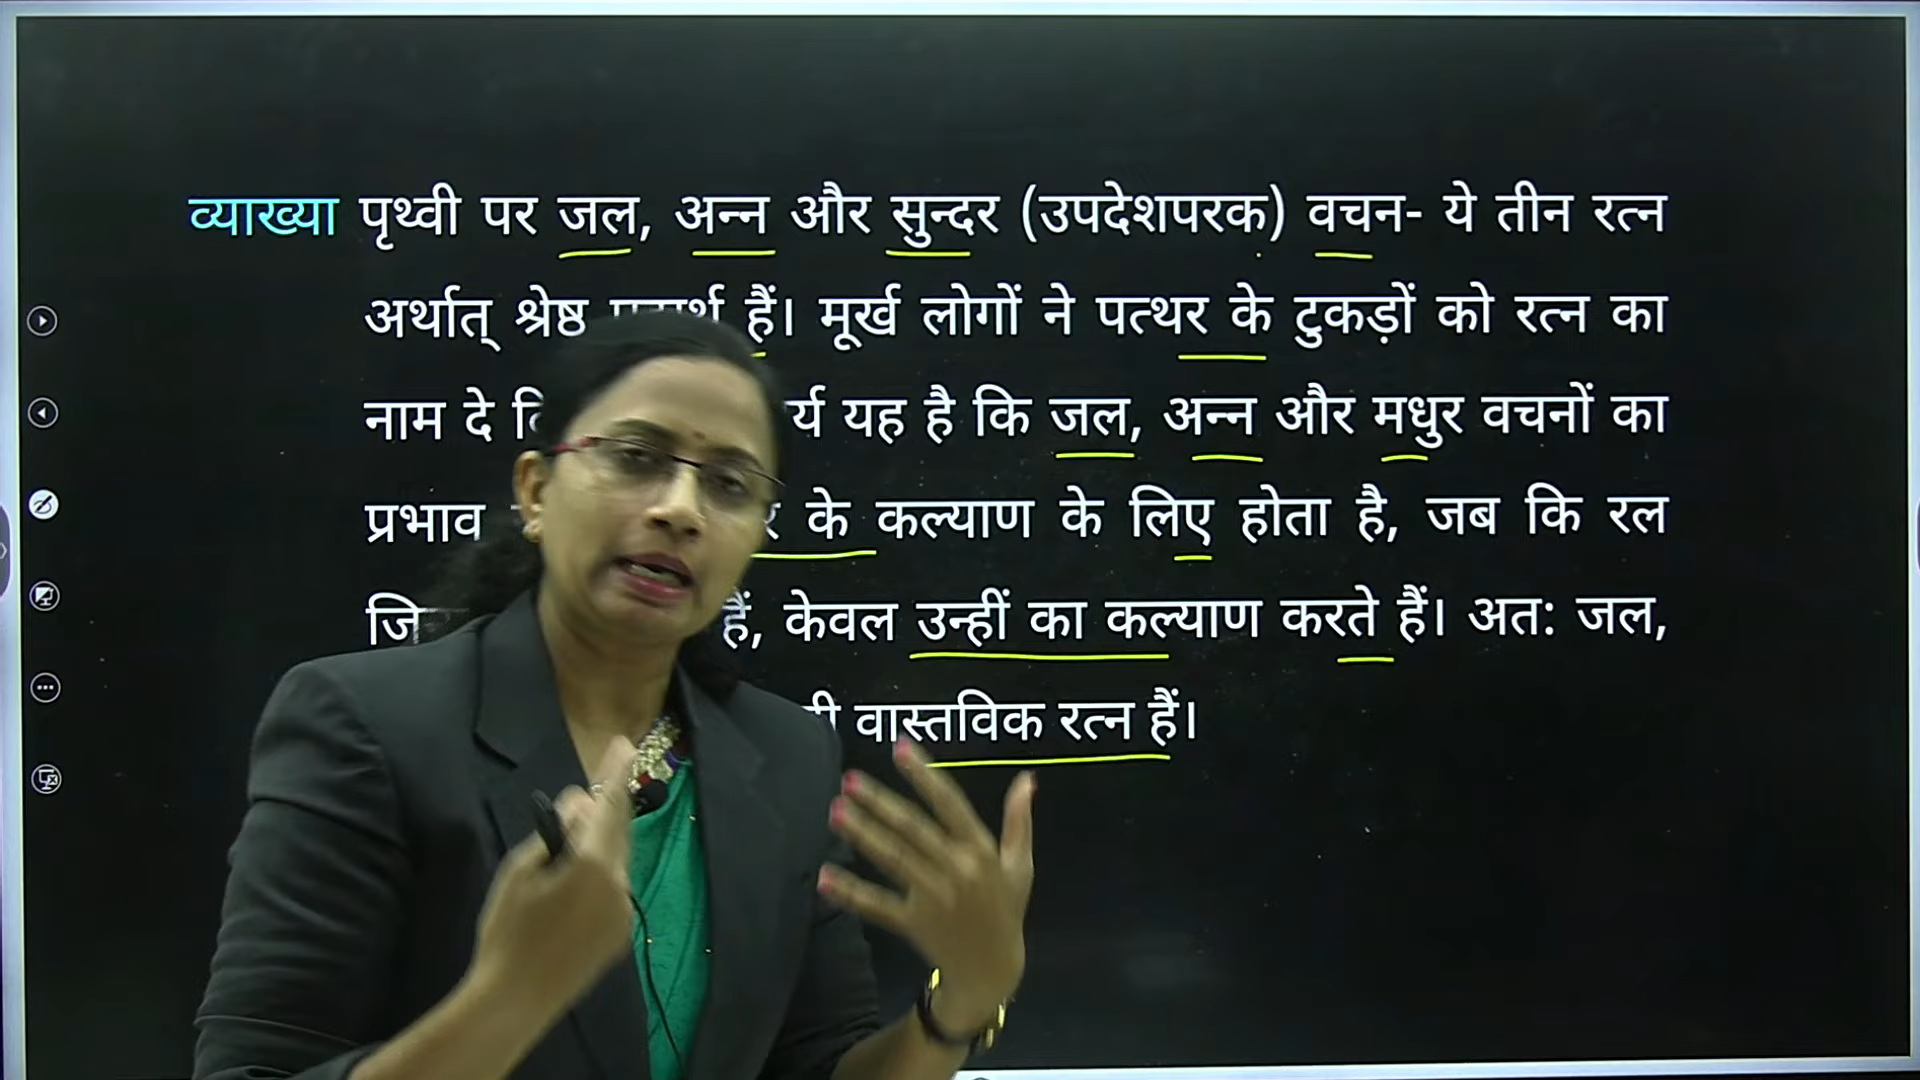 व्याख्या पृथ्वी पर जल, अन्न और सुन्दर (उपदेशपरक) वचन- ये तीन रत्न
अर्थात् श्रेष्ठ हैं। मूर्ख लोगों ने पत्थर के टुकड़ों को रत्न का
नाम दे यह है कि जल, अन्न और मधुर वचनों का
प्रभाव के कल्याण के लिए होता है, जब कि रल
हैं, केवल उन्हीं का कल्याण करते हैं। अत: जल,
वास्तविक रत्न हैं।